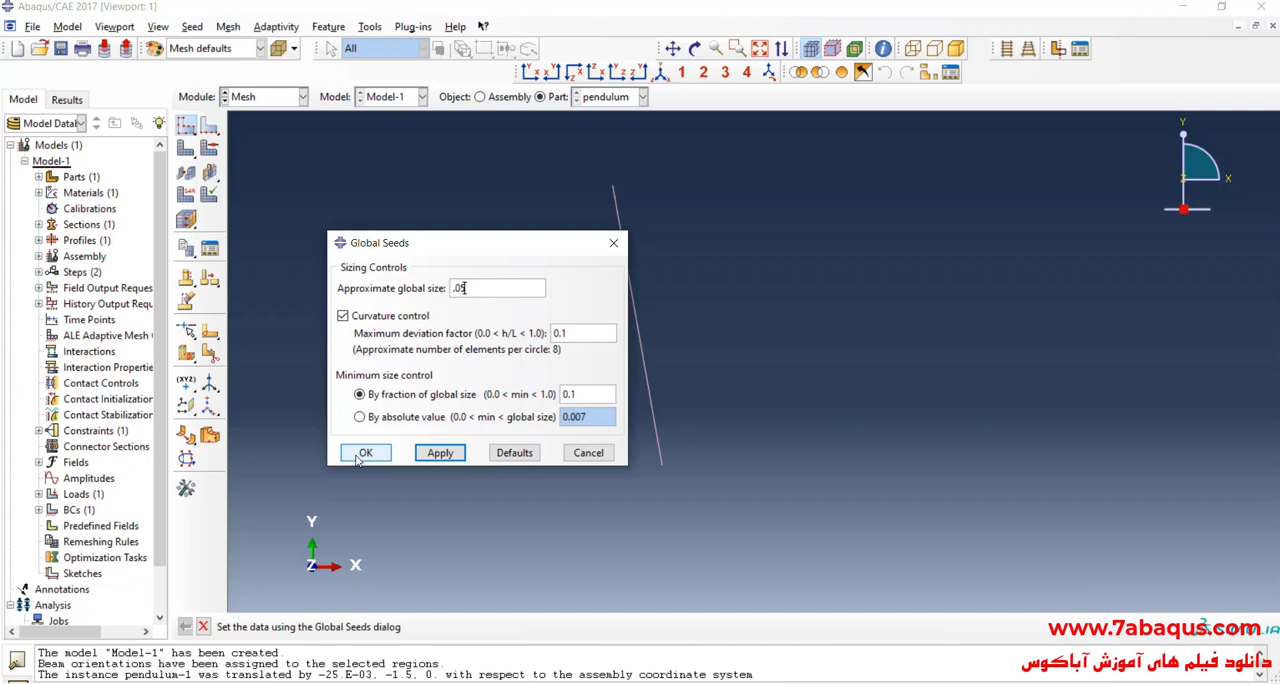 Abaqus/CAE 2017 [Viewport: 1]
File Model Viewport View Seed Mesh Adaptivity Feature Tools Plug-ins Help
Mesh defaults All
1 2 3 4
Model Results Module: Mesh Model: Model-1 Object: Assembly Part: pendulum
Model Data
Models (1)
Model-1
Parts (1)
Materials (1)
Calibrations
Sections (1)
Profiles (1)
Assembly
Steps (2)
Field Output Reques
History Output Reque
Time Points
ALE Adaptive Mesh
Interactions
Interaction Propertie
Contact Controls
Contact Initialization
Contact Stabilization
Constraints (1)
Connector Sections
Fields
Amplitudes
Loads (1)
BCs (1)
Predefined Fields
Remeshing Rules
Optimization Tasks
Sketches
Annotations
Analysis
Jobs
Global Seeds
Sizing Controls
Approximate global size: .05
Curvature control
Maximum deviation factor (0.0 < h/L < 1.0): 0.1
(Approximate number of elements per circle: 8)
Minimum size control
By fraction of global size (0.0 < min < 1.0) 0.1
By absolute value (0.0 < min < global size) 0.007
OK Apply Defaults Cancel
Y
Z X
Y
Z X
Set the data using the Global Seeds dialog
www.7abaqus.com
دانلود فیلم های آموزش آباکوس
The model "Model-1" has been created.
Beam orientations have been assigned to the selected regions.
The instance pendulum-1 was translated by -25.E-03, -1.5, 0. with respect to the assembly coordinate system